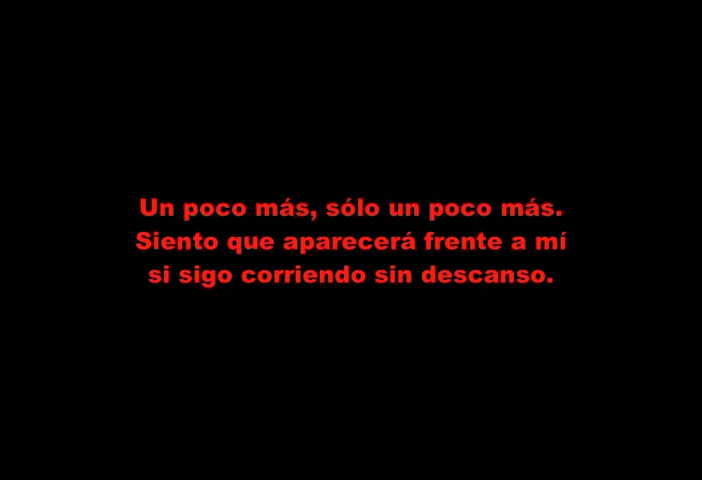 Un poco más, sólo un poco más.
Siento que aparecerá frente a mí
si sigo corriendo sin descanso.